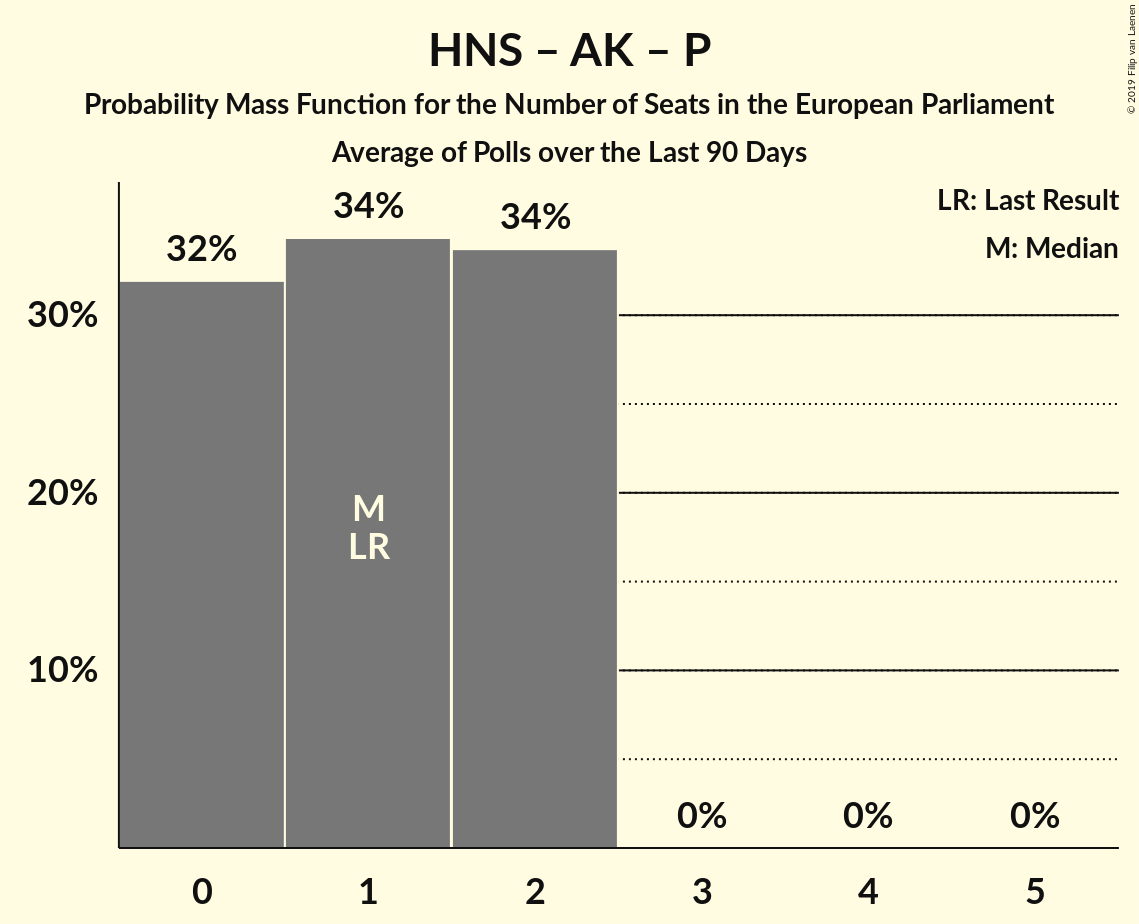 HNS – AK – P
Probability Mass Function for the Number of Seats in the European Parliament
Average of Polls over the Last 90 Days
© 2019 Filip van Laenen
LR: Last Result
M: Median
32%
34%
34%
0%
0%
0%
M
LR
30%
20%
10%
0
1
2
3
4
5